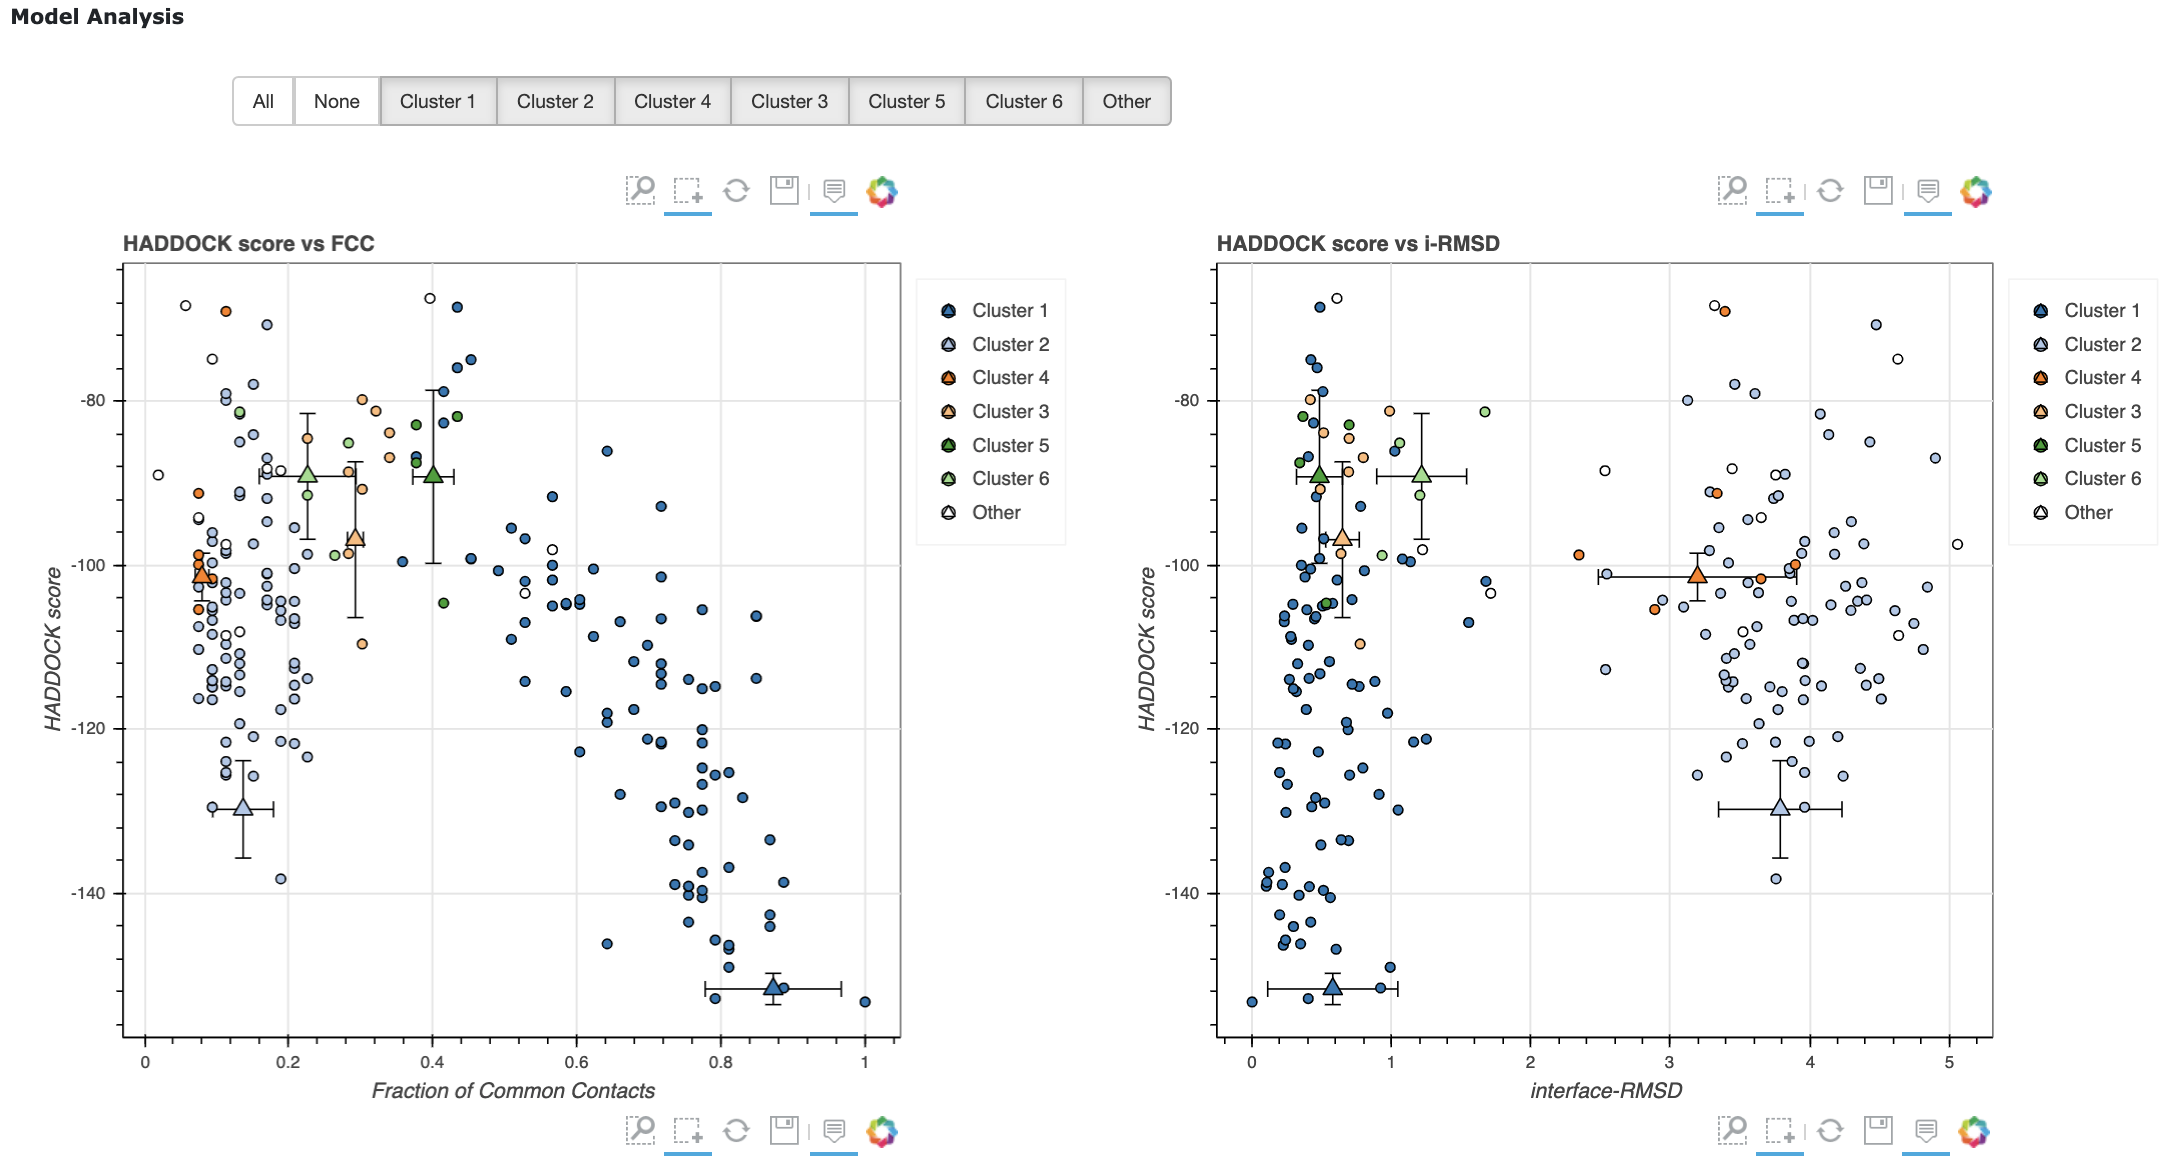 Model Analysis
All None Cluster 1 Cluster 2 Cluster 4 Cluster 3 Cluster 5 Cluster 6 Other
HADDOCK score vs FCC
-80
-100
-120
-140
HADDOCK score
0 0.2 0.4 0.6 0.8 1
Fraction of Common Contacts
Cluster 1
Cluster 2
Cluster 4
Cluster 3
Cluster 5
Cluster 6
Other
HADDOCK score vs i-RMSD
-80
-100
-120
-140
HADDOCK score
0 1 2 3 4 5
interface-RMSD
Cluster 1
Cluster 2
Cluster 4
Cluster 3
Cluster 5
Cluster 6
Other